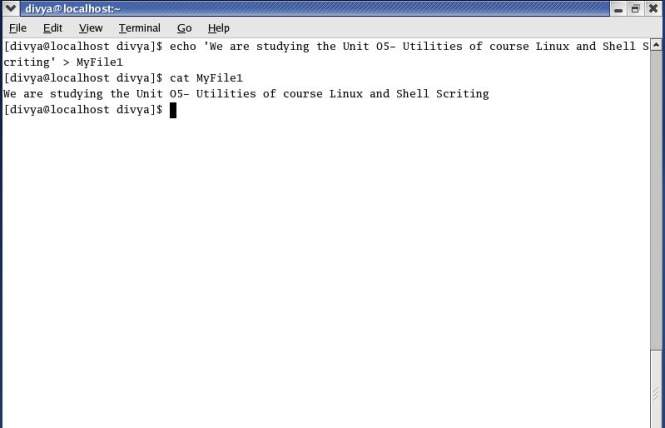 divya@localhost:~
File Edit View Terminal Go Help
[divya@localhost divya]$ echo 'We are studying the Unit O5- Utilities of course Linux and Shell S
criting' > MyFile1
[divya@localhost divya]$ cat MyFile1
We are studying the Unit O5- Utilities of course Linux and Shell Scriting
[divya@localhost divya]$